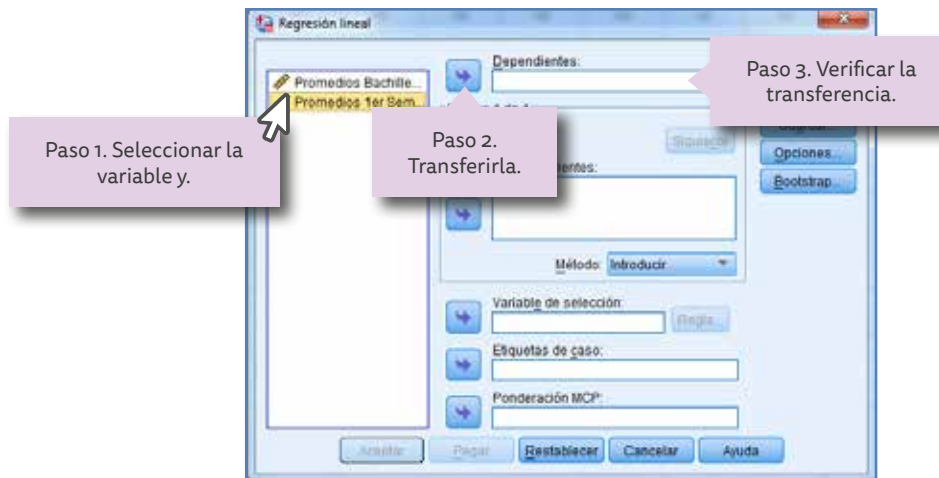 Regresión lineal
Dependientes:
Promedios Bachille...
Promedios 1er Sem...
Paso 1. Seleccionar la
variable y.
Paso 2.
Transferirla.
Paso 3. Verificar la
transferencia.
Opciones...
Bootstrap...
Método: Introducir
Variable de selección:
Regla...
Etiquetas de caso:
Ponderación MCP:
Aceptar
Pegar
Restablecer
Cancelar
Ayuda